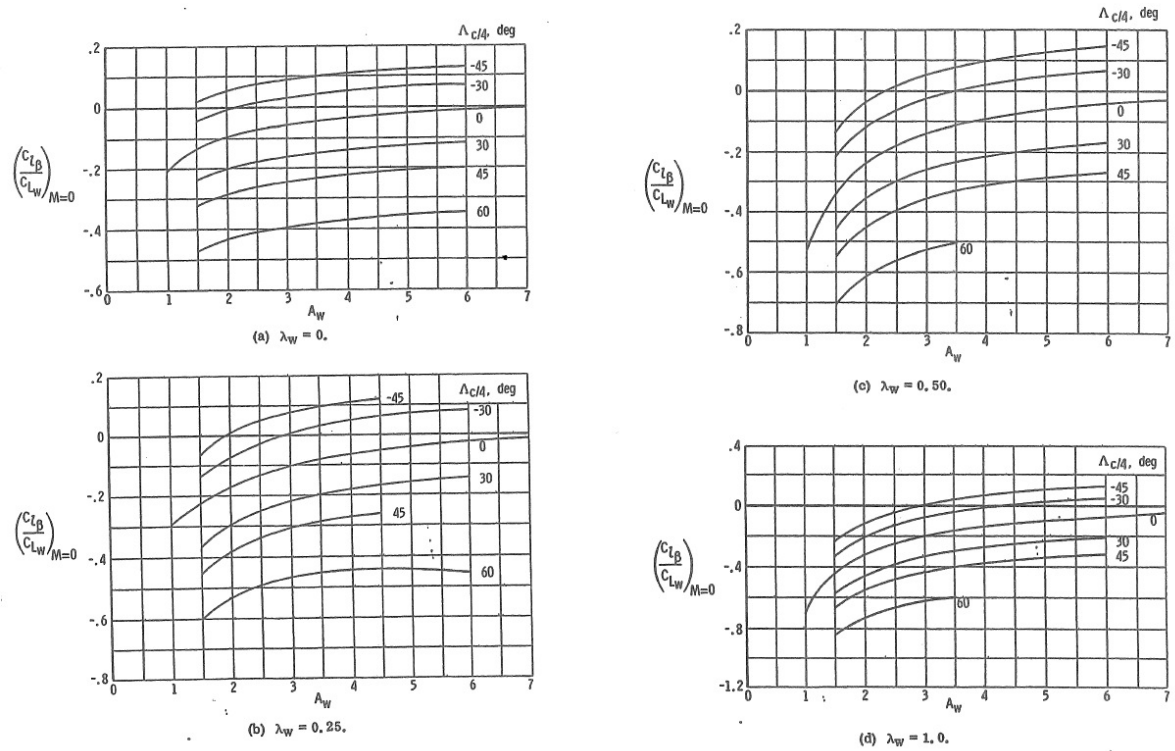 Λc/4, deg
.2
-45
-30
0
0
30
-.2
45
(Clβ/CLw)M=0
-.4
60
-.6
0 1 2 3 4 5 6 7
Aw
(a) λw = 0.
.2
Λc/4, deg
-45
-30
0
0
30
-.2
45
(Clβ/CLw)M=0
-.4
60
-.6
-.8
0 1 2 3 4 5 6 7
Aw
(b) λw = 0.25.
Λc/4, deg
.2
-45
-30
0
0
30
-.2
45
(Clβ/CLw)M=0
-.4
60
-.6
-.8
0 1 2 3 4 5 6 7
Aw
(c) λw = 0.50.
.4
Λc/4, deg
-45
-30
0
0
30
45
-.4
(Clβ/CLw)M=0
60
-.8
-1.2
0 1 2 3 4 5 6 7
Aw
(d) λw = 1.0.